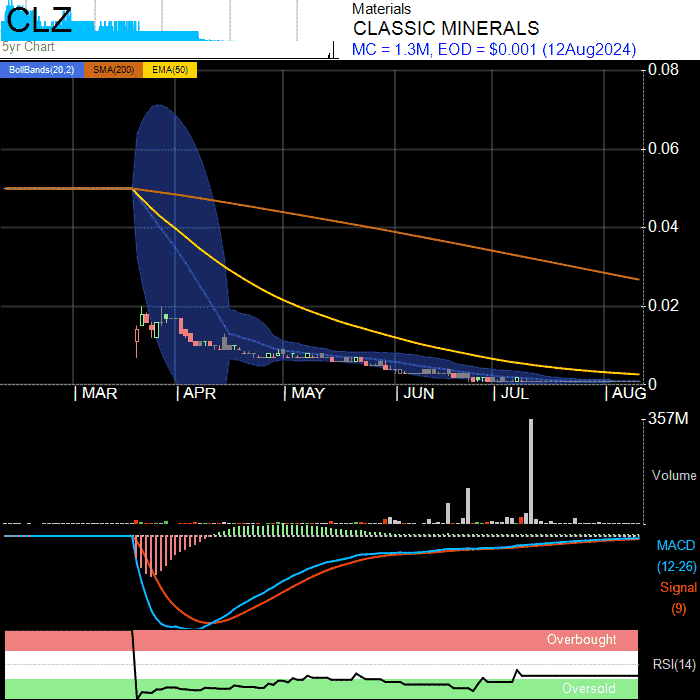 CLZ
5yr Chart
Materials
CLASSIC MINERALS
MC = 1.3M, EOD = $0.001 (12Aug2024)
BollBands(20,2) SMA(200) EMA(50)
0.08
0.06
0.04
0.02
0
MAR APR MAY JUN JUL AUG
357M
Volume
MACD
(12-26)
Signal
(9)
Overbought
RSI(14)
Oversold